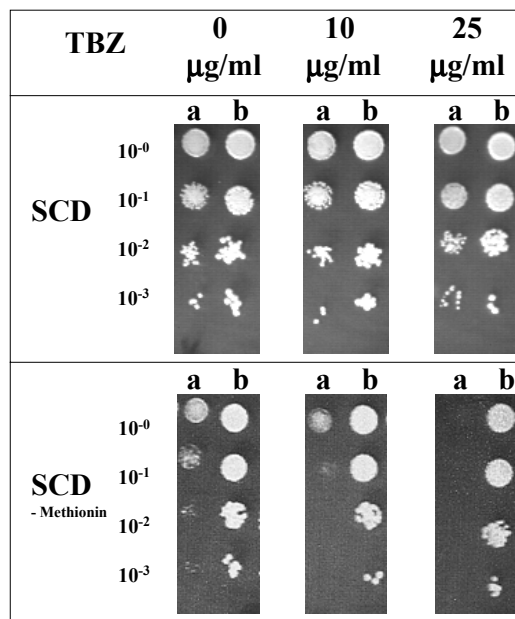 TBZ 0 10 25
µg/ml µg/ml µg/ml
a b a b a b
10-0
10-1
SCD
10-2
10-3
a b a b a b
10-0
10-1
SCD
- Methionin
10-2
10-3